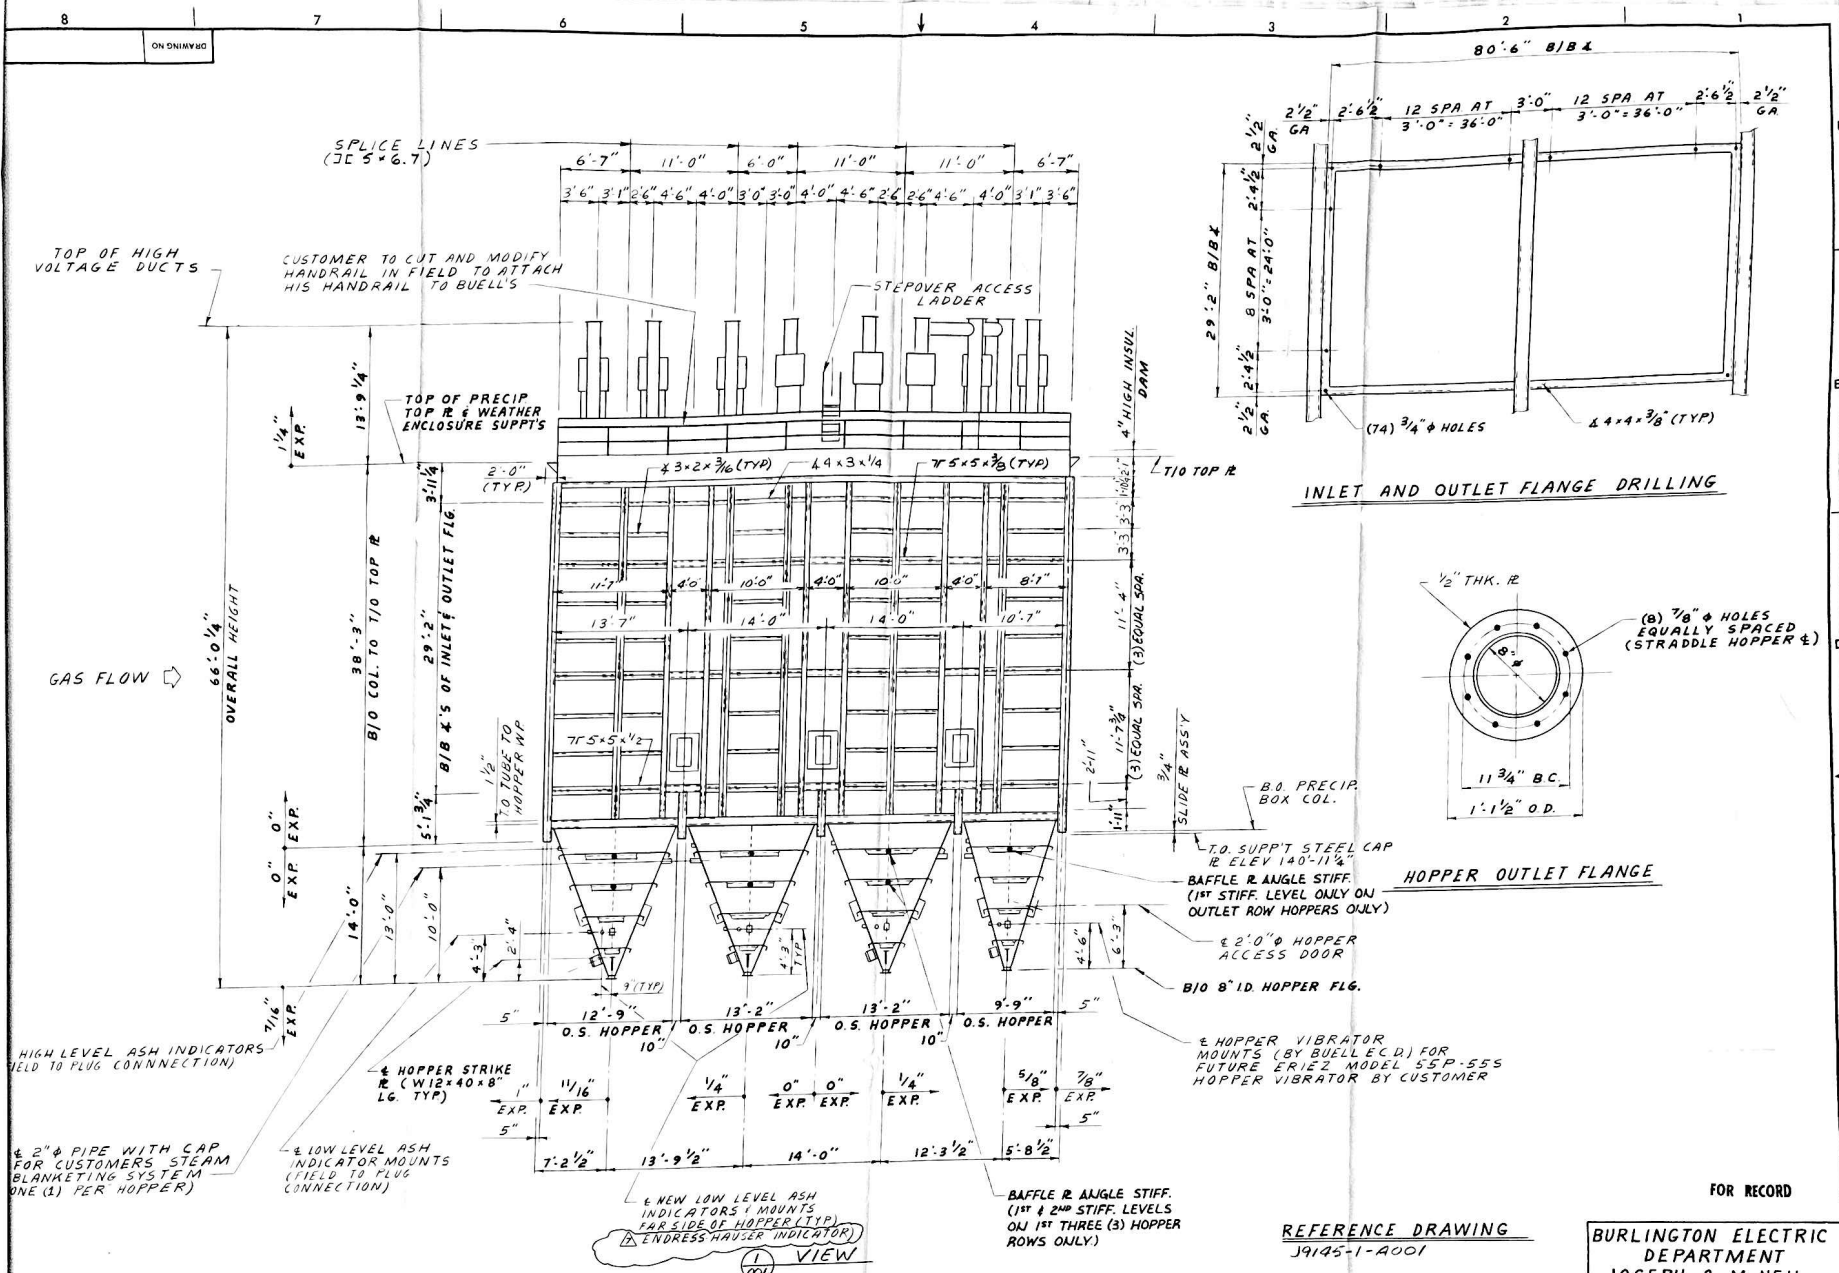 8
7
6
5
4
3
2
1
DRAWING NO
SPLICE LINES
(][ 5 × 6.7)
6'-7"
11'-0"
6'-0"
11'-0"
11'-0"
6'-7"
3'6"
3'1"
2'6"
4'-6"
4'-0"
3'0"
3'-0"
4'-0"
4'-6"
2'6
2'6"
4'-6"
4'-0"
3'1"
3'-6"
TOP OF HIGH
VOLTAGE DUCTS
CUSTOMER TO CUT AND MODIFY
HANDRAIL IN FIELD TO ATTACH
HIS HANDRAIL TO BUELL'S
STEPOVER ACCESS
LADDER
4" HIGH INSUL.
DAM
13'-9 1/4"
1/4"
EXP.
TOP OF PRECIP
TOP ⅊ & WEATHER
ENCLOSURE SUPPT'S
2'-0"
(TYP.)
∡ 3×2×3/16 (TYP)
∡ 4×3×1/4
5×5×3/8 (TYP)
T/O TOP ⅊
3'-11 1/4"
3'-3
3'-3
11'-7"
4'-0
10'-0"
4'-0"
10'-0"
4'-0"
8'-7"
13'-7"
14'-0"
14'-0"
10'-7"
11'-4"
(3) EQUAL SPA.
11'-7 3/4"
(3) EQUAL SPA.
GAS FLOW
66'-0 1/4"
OVERALL HEIGHT
38'-3"
B/O COL. TO T/O TOP ⅊
29'-2"
B/B ∡'S OF INLET & OUTLET FLG.
5×5×1/2
1/2"
T.O TUBE TO
HOPPER W.P.
5'-1 3/4"
2'-11"
1'-11"
3/4"
SLIDE ⅊ ASS'Y
0"
EXP.
0"
EXP.
14'-0"
13'-0"
10'-0"
4'-3"
2'-4"
4'-3"
TYP
9"(TYP)
4'-6"
6'-3"
B.O. PRECIP.
BOX COL.
T.O. SUPP'T STEEL CAP
⅊ ELEV 140'-11 1/4"
BAFFLE ⅊ ANGLE STIFF.
(1ST STIFF. LEVEL ONLY ON
OUTLET ROW HOPPERS ONLY)
℄ 2'-0" φ HOPPER
ACCESS DOOR
B/O 8" I.D. HOPPER FLG.
℄ HOPPER VIBRATOR
MOUNTS (BY BUELL E.C.D.) FOR
FUTURE ERIEZ MODEL 55P-555
HOPPER VIBRATOR BY CUSTOMER
7/16"
EXP.
5"
12'-9"
O.S. HOPPER
10"
13'-2"
O.S. HOPPER
10"
13'-2"
O.S. HOPPER
10"
9'-9"
O.S. HOPPER
5"
HIGH LEVEL ASH INDICATORS
IELD TO PLUG CONNNECTION)
℄ HOPPER STRIKE
⅊ (W12×40×8"
LG. TYP)
1"
EXP.
11/16
EXP.
1/4"
EXP.
0"
EXP.
0"
EXP.
1/4"
EXP.
5/8"
EXP.
7/8"
EXP.
5"
5"
7'-2 1/2"
13'-9 1/2"
14'-0"
12'-3 1/2"
5'-8 1/2"
℄ 2" φ PIPE WITH CAP
FOR CUSTOMERS STEAM
BLANKETING SYSTEM
ONE (1) PER HOPPER)
℄ LOW LEVEL ASH
INDICATOR MOUNTS
(FIELD TO PLUG
CONNECTION)
℄ NEW LOW LEVEL ASH
INDICATORS & MOUNTS
FAR SIDE OF HOPPER (TYP)
ENDRESS HAUSER INDICATOR)
1
001
VIEW
BAFFLE ⅊ ANGLE STIFF.
(1ST & 2ND STIFF. LEVELS
ON 1ST THREE (3) HOPPER
ROWS ONLY)
80'-6" B/B ∡
2 1/2"
GA
2'-6 1/2"
12 SPA AT
3'-0" = 36'-0"
3'-0"
12 SPA AT
3'-0" = 36'-0"
2'-6 1/2"
2 1/2"
GA.
2 1/2"
GA.
2'-4 1/2"
29'-2" B/B ∡
8 SPA AT
3'-0" = 24'-0"
2'-4 1/2"
2 1/2"
GA.
(74) 3/4" φ HOLES
∡ 4×4×3/8" (TYP)
INLET AND OUTLET FLANGE DRILLING
1/2" THK. ⅊
(8) 7/8" φ HOLES
EQUALLY SPACED
(STRADDLE HOPPER ℄)
8" φ
11 3/4" B.C.
1'-1 1/2" O.D.
HOPPER OUTLET FLANGE
FOR RECORD
REFERENCE DRAWING
J9145-1-A001
BURLINGTON ELECTRIC
DEPARTMENT